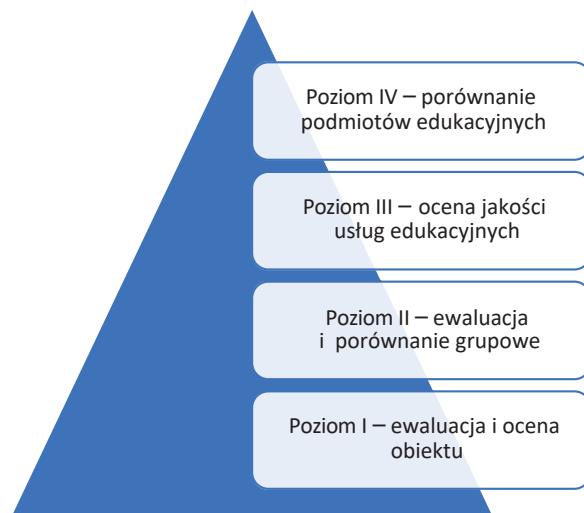 Poziom IV – porównanie
podmiotów edukacyjnych
Poziom III – ocena jakości
usług edukacyjnych
Poziom II – ewaluacja
i porównanie grupowe
Poziom I – ewaluacja i ocena
obiektu